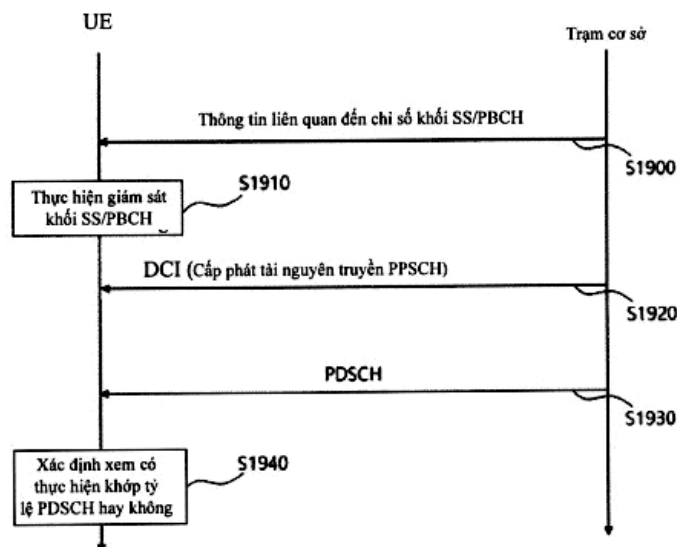 UE
Trạm cơ sở
Thông tin liên quan đến chỉ số khối SS/PBCH
S1900
Thực hiện giám sát
khối SS/PBCH
S1910
DCI (Cấp phát tài nguyên truyền PPSCH)
S1920
PDSCH
S1930
Xác định xem có
thực hiện khớp tỷ
lệ PDSCH hay không
S1940